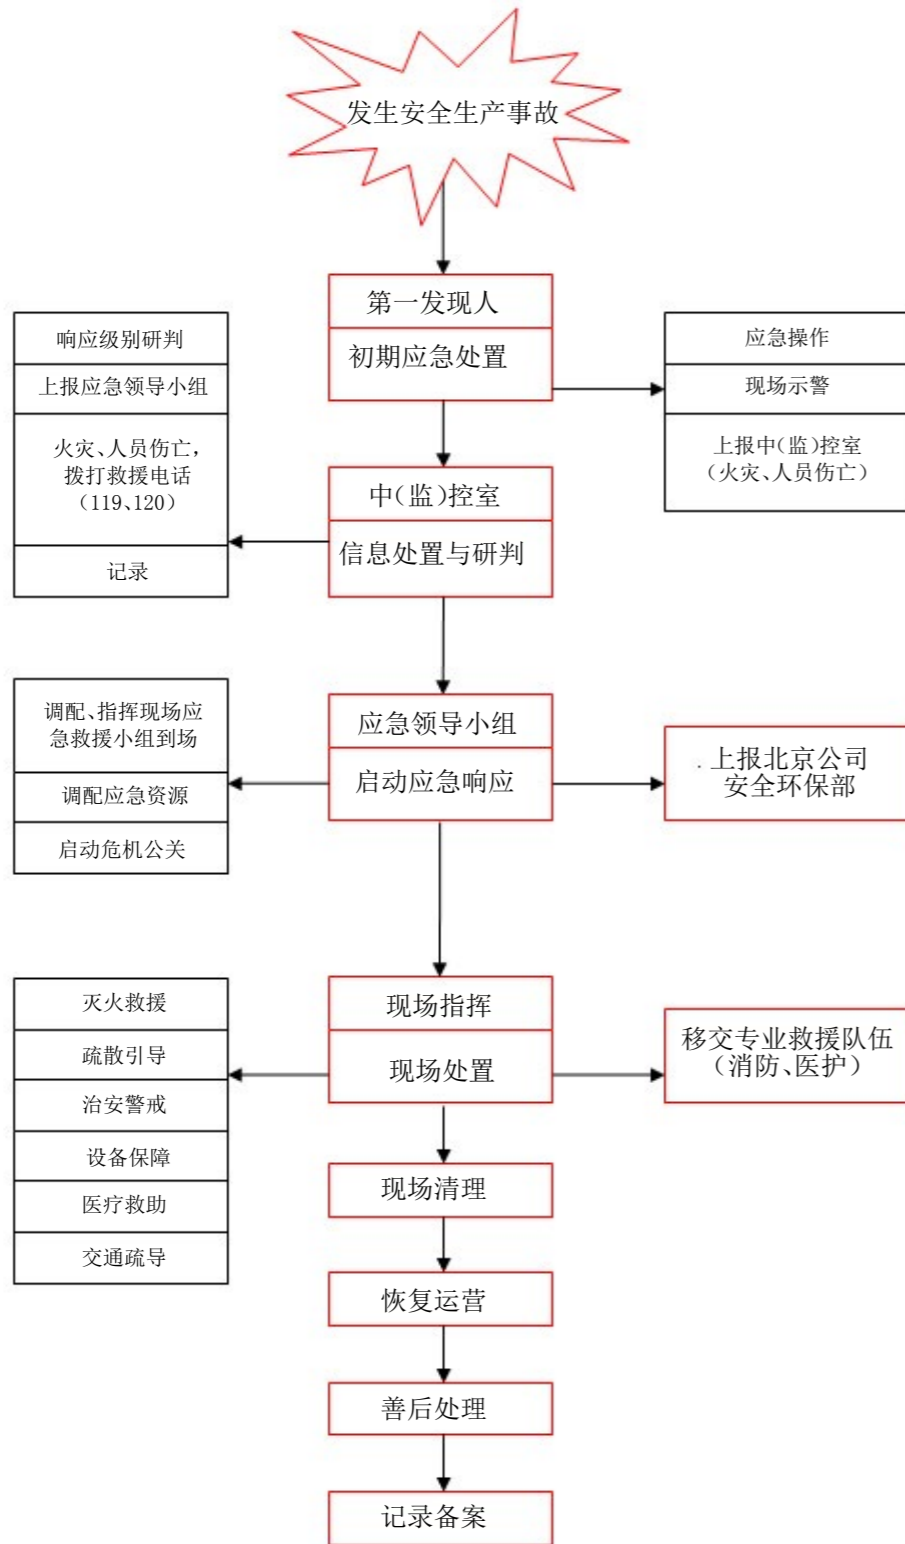 发生安全生产事故
第一发现人
初期应急处置
响应级别研判
上报应急领导小组
火灾、人员伤亡，
拨打救援电话
（119、120）
记录
应急操作
现场示警
上报中(监)控室
（火灾、人员伤亡）
中(监)控室
信息处置与研判
应急领导小组
启动应急响应
调配、指挥现场应
急救援小组到场
调配应急资源
启动危机公关
. 上报北京公司
安全环保部
现场指挥
现场处置
灭火救援
疏散引导
治安警戒
设备保障
医疗救助
交通疏导
移交专业救援队伍
（消防、医护）
现场清理
恢复运营
善后处理
记录备案